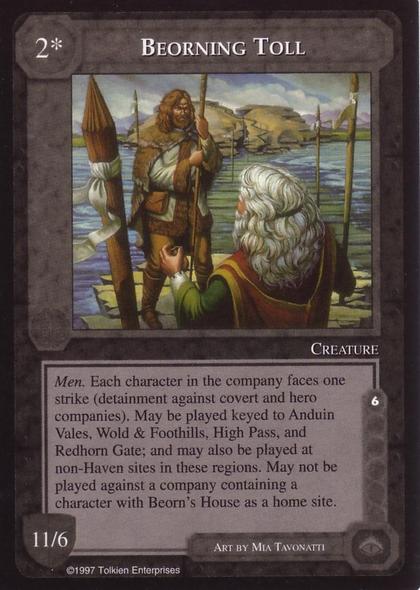 2*
BEORNING TOLL
CREATURE
Men. Each character in the company faces one
strike (detainment against covert and hero
companies). May be played keyed to Anduin
Vales, Wold & Foothills, High Pass, and
Redhorn Gate; and may also be played at
non-Haven sites in these regions. May not be
played against a company containing a
character with Beorn's House as a home site.
6
11/6
ART BY MIA TAVONATTI
©1997 Tolkien Enterprises